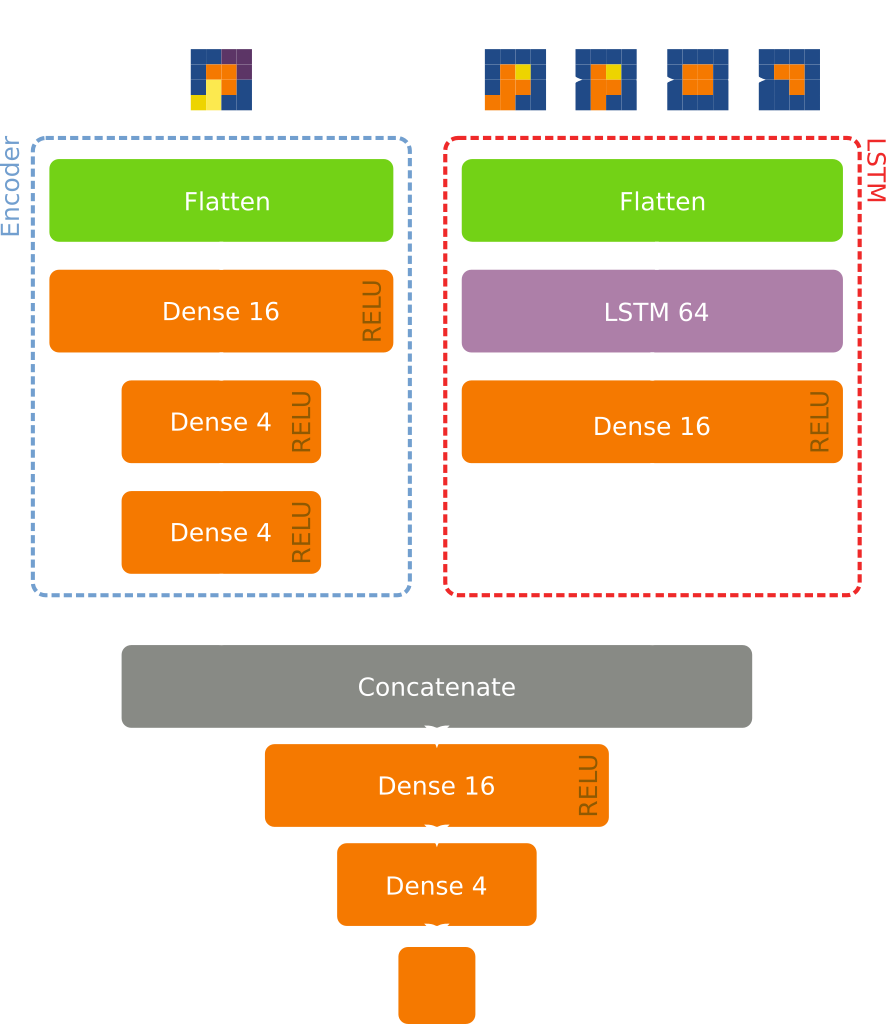 Encoder
Flatten
Dense 16
RELU
Dense 4
RELU
Dense 4
RELU
LSTM
Flatten
LSTM 64
Dense 16
RELU
Concatenate
Dense 16
RELU
Dense 4